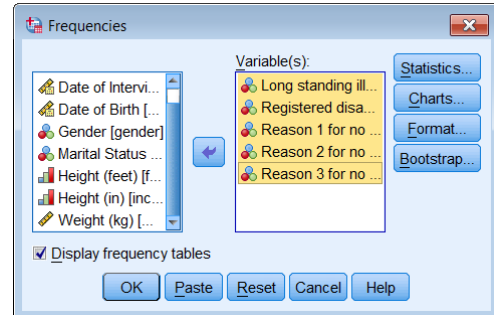 Frequencies
Variable(s):
Date of Intervi...
Date of Birth [...
Gender [gender]
Marital Status ...
Height (feet) [f...
Height (in) [inc...
Weight (kg) [...
Long standing ill...
Registered disa...
Reason 1 for no ...
Reason 2 for no ...
Reason 3 for no ...
Statistics...
Charts...
Format...
Bootstrap...
Display frequency tables
OK Paste Reset Cancel Help